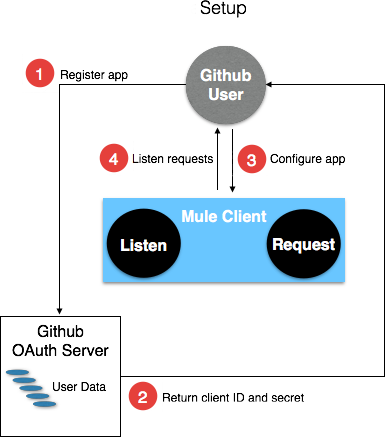 Setup
1 Register app
Github
User
4 Listen requests
3 Configure app
Mule Client
Listen
Request
Github
OAuth Server
User Data
2 Return client ID and secret